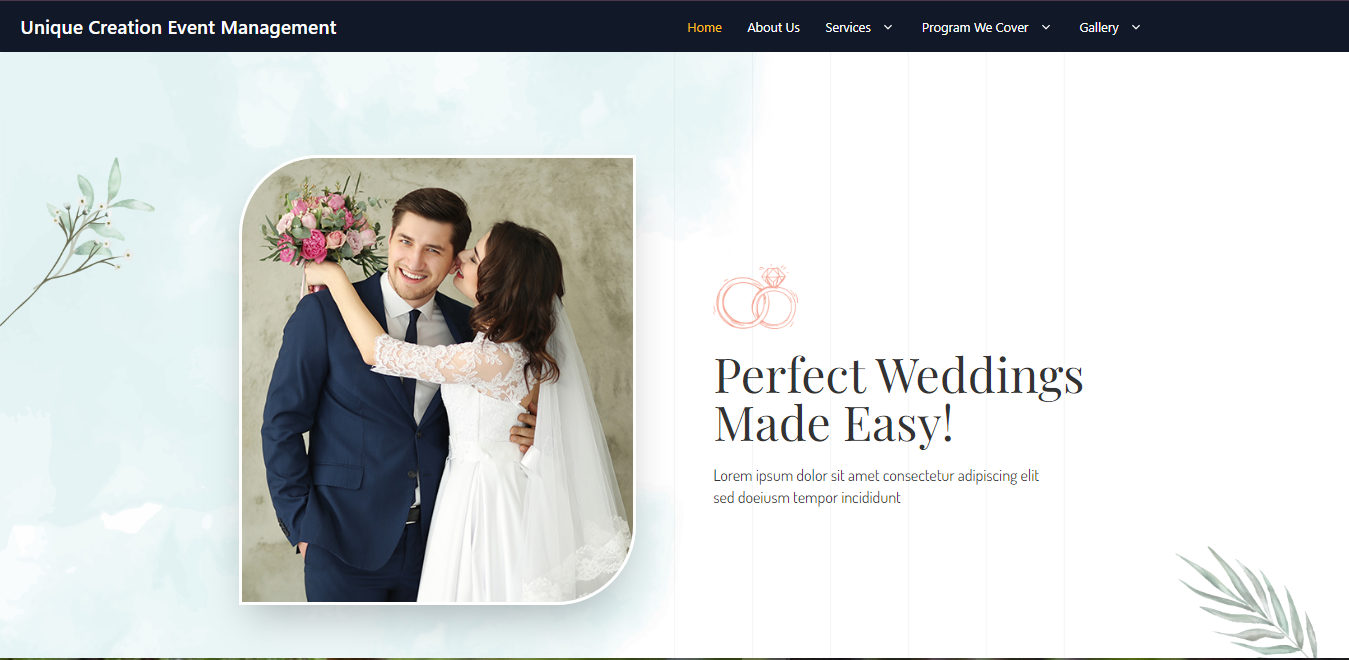 Unique Creation Event Management
Home About Us Services Program We Cover Gallery
Perfect Weddings
Made Easy!
Lorem ipsum dolor sit amet consectetur adipiscing elit
sed doeiusm tempor incididunt